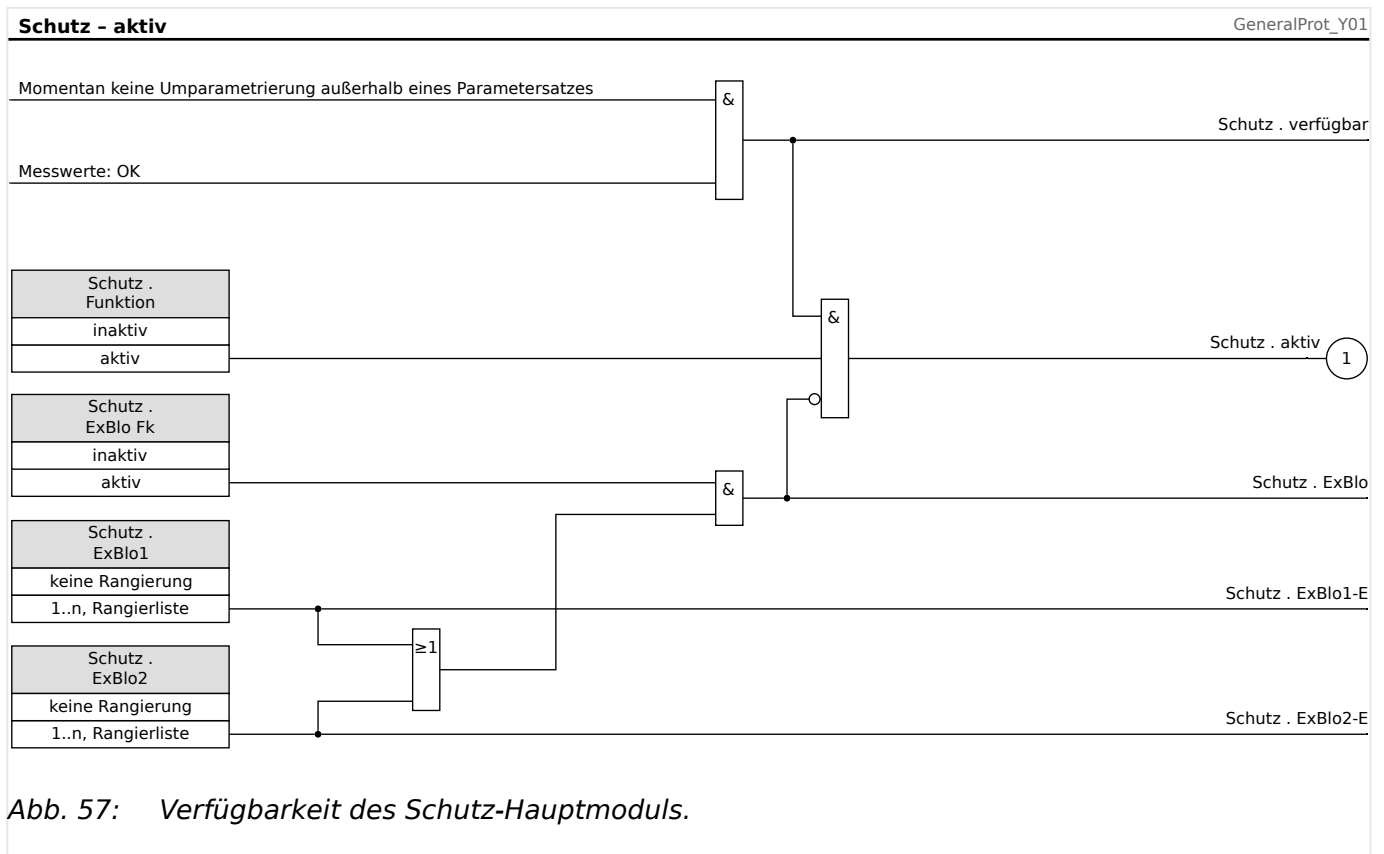 Schutz – aktiv
GeneralProt_Y01
Momentan keine Umparametrierung außerhalb eines Parametersatzes
&
Schutz . verfügbar
Messwerte: OK
Schutz .
Funktion
inaktiv
aktiv
&
Schutz . aktiv
1
Schutz .
ExBlo Fk
inaktiv
aktiv
&
Schutz . ExBlo
Schutz .
ExBlo1
keine Rangierung
1..n, Rangierliste
Schutz . ExBlo1-E
≥1
Schutz .
ExBlo2
keine Rangierung
1..n, Rangierliste
Schutz . ExBlo2-E
Abb. 57: Verfügbarkeit des Schutz-Hauptmoduls.